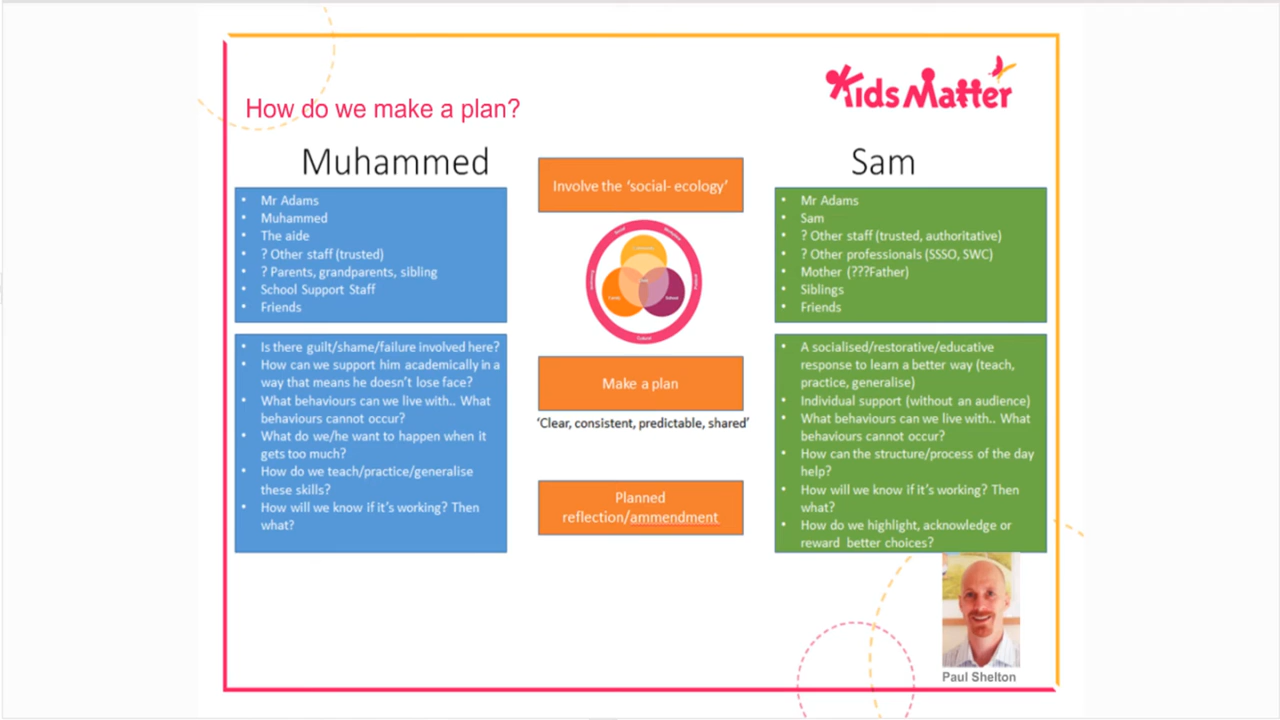 KidsMatter
How do we make a plan?
Muhammed
• Mr Adams
• Muhammed
• The aide
• ? Other staff (trusted)
• ? Parents, grandparents, sibling
• School Support Staff
• Friends
• Is there guilt/shame/failure involved here?
• How can we support him academically in a
way that means he doesn't lose face?
• What behaviours can we live with.. What
behaviours cannot occur?
• What do we/he want to happen when it
gets too much?
• How do we teach/practice/generalise
these skills?
• How will we know if it's working? Then
what?
Involve the 'social- ecology'
Family
School
Make a plan
'Clear, consistent, predictable, shared'
Planned
reflection/ammendment
Sam
• Mr Adams
• Sam
• ? Other staff (trusted, authoritative)
• ? Other professionals (SSSO, SWC)
• Mother (???Father)
• Siblings
• Friends
• A socialised/restorative/educative
response to learn a better way (teach,
practice, generalise)
• Individual support (without an audience)
• What behaviours can we live with.. What
behaviours cannot occur?
• How can the structure/process of the day
help?
• How will we know if it's working? Then
what?
• How do we highlight, acknowledge or
reward  better choices?
Paul Shelton